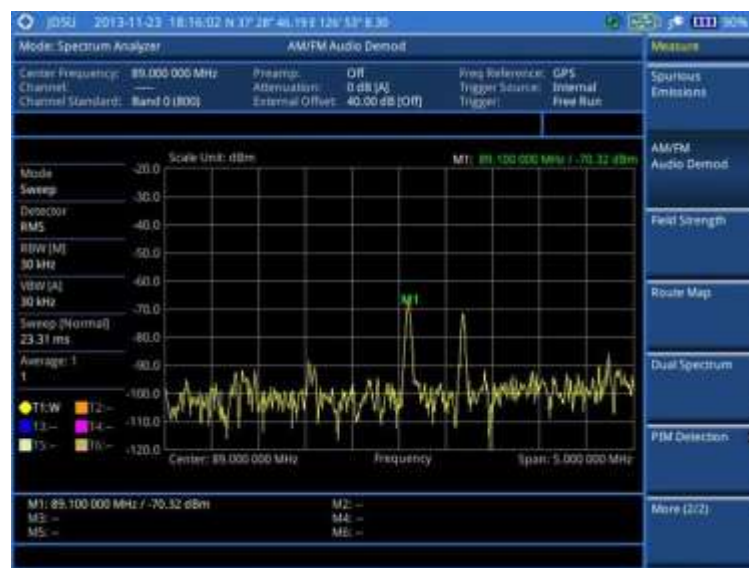 JDSU 2013-11-23 18:16:02 N 37° 28' 46.19 E 126° 53' 8.30 90%
Mode: Spectrum Analyzer AM/FM Audio Demod Measure
Center Frequency: 89.000 000 MHz Preamp: Off Freq Reference: GPS
Channel: ---- Attenuation: 0 dB [A] Trigger Source: Internal
Channel Standard: Band 0 (800) External Offset: 40.00 dB [Off] Trigger: Free Run
Spurious
Emissions
AM/FM
Audio Demod
Field Strength
Route Map
Dual Spectrum
PIM Detection
More (2/2)
Scale Unit: dBm M1: 89.100 000 MHz / -70.32 dBm
Mode
Sweep
Detector
RMS
RBW [M]
30 kHz
VBW [A]
30 kHz
Sweep [Normal]
23.31 ms
Average: 1
1
T1:W T2:--
T3:-- T4:--
T5:-- T6:--
-20.0
-30.0
-40.0
-50.0
-60.0
-70.0
-80.0
-90.0
-100.0
-110.0
-120.0
M1
Center: 89.000 000 MHz Frequency Span: 5.000 000 MHz
M1: 89.100 000 MHz / -70.32 dBm M2: --
M3: -- M4: --
M5: -- M6: --